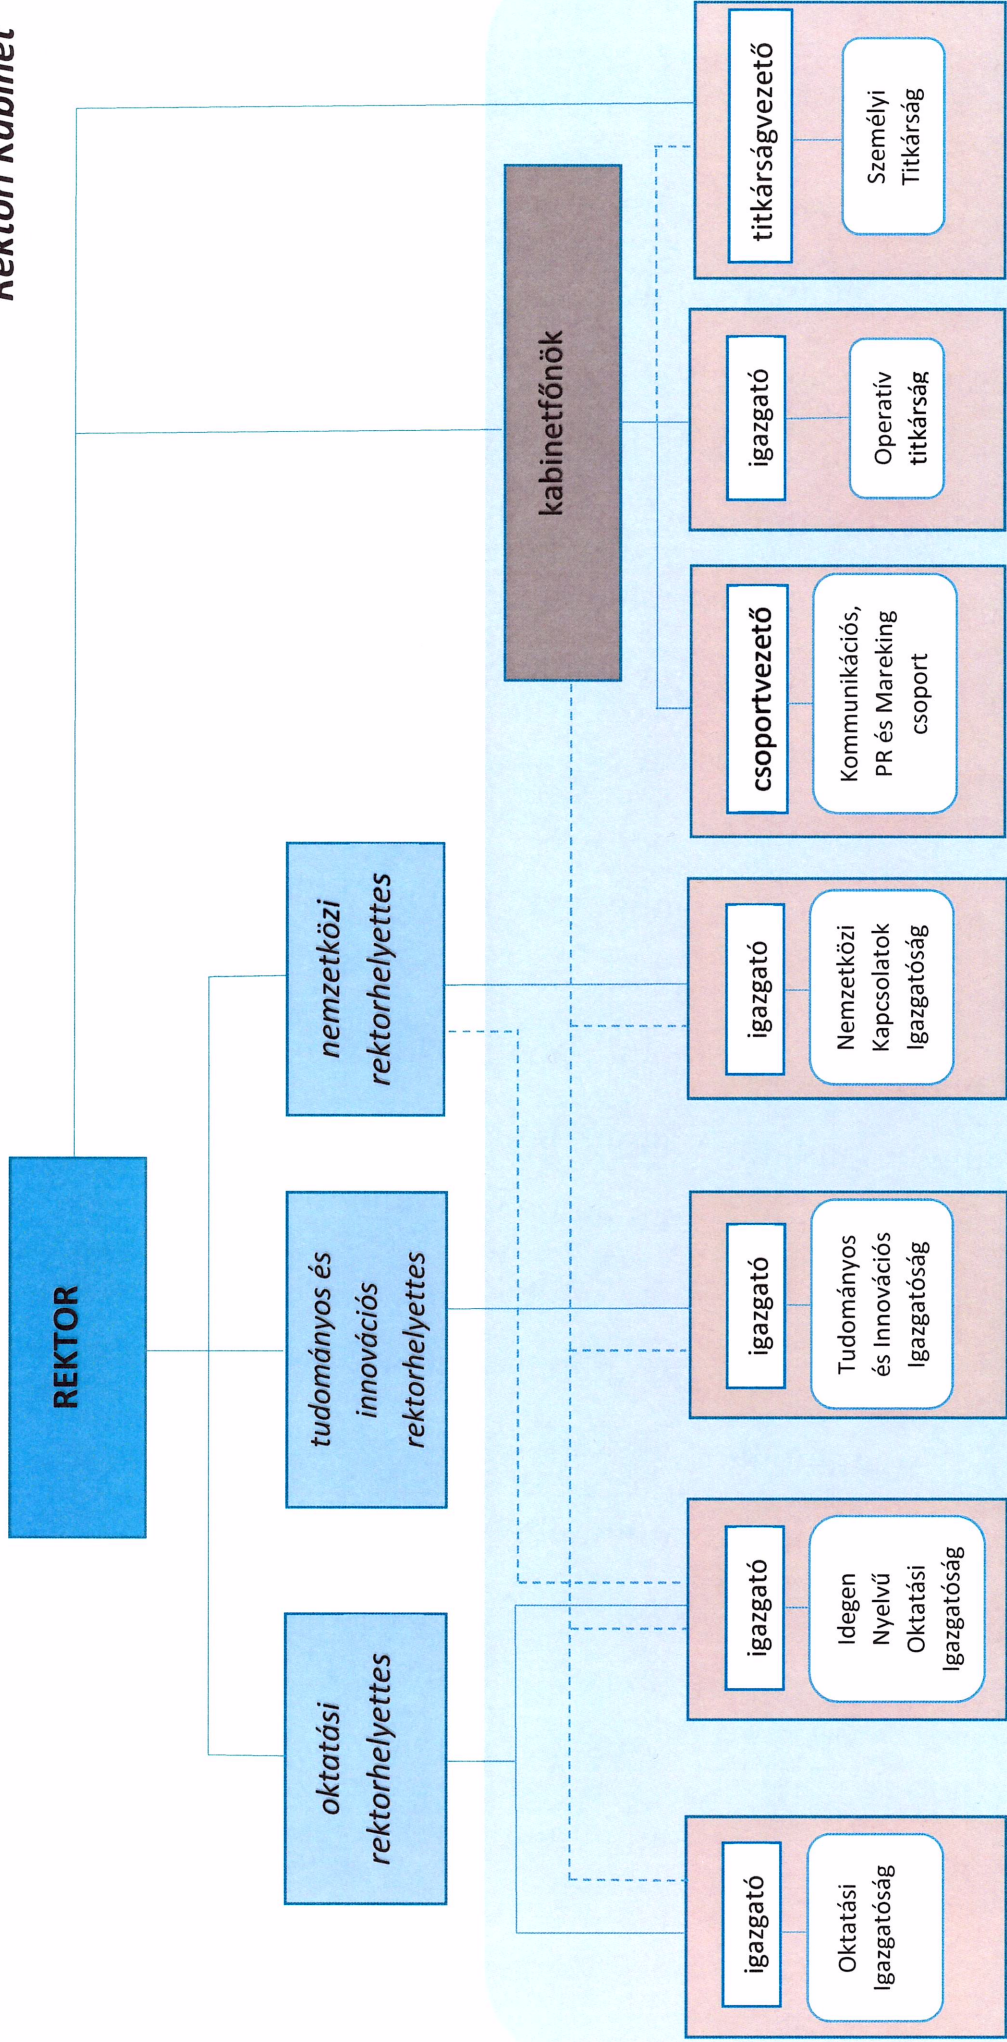 Rektori Kabinet
REKTOR
oktatási
rektorhelyettes
tudományos és
innovációs
rektorhelyettes
nemzetközi
rektorhelyettes
kabinetfőnök
igazgató
Oktatási
Igazgatóság
igazgató
Idegen
Nyelvű
Oktatási
Igazgatóság
igazgató
Tudományos
és Innovációs
Igazgatóság
igazgató
Nemzetközi
Kapcsolatok
Igazgatóság
csoportvezető
Kommunikációs,
PR és Mareking
csoport
igazgató
Operatív
titkárság
titkárságvezető
Személyi
Titkárság